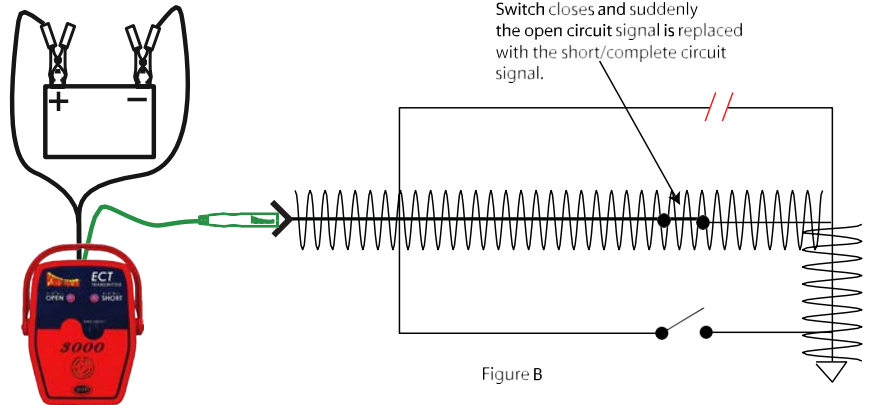 Switch closes and suddenly
the open circuit signal is replaced
with the short/complete circuit
signal.
+ −
ECT
TRANSMITTER
OPEN SHORT
3000
Figure B